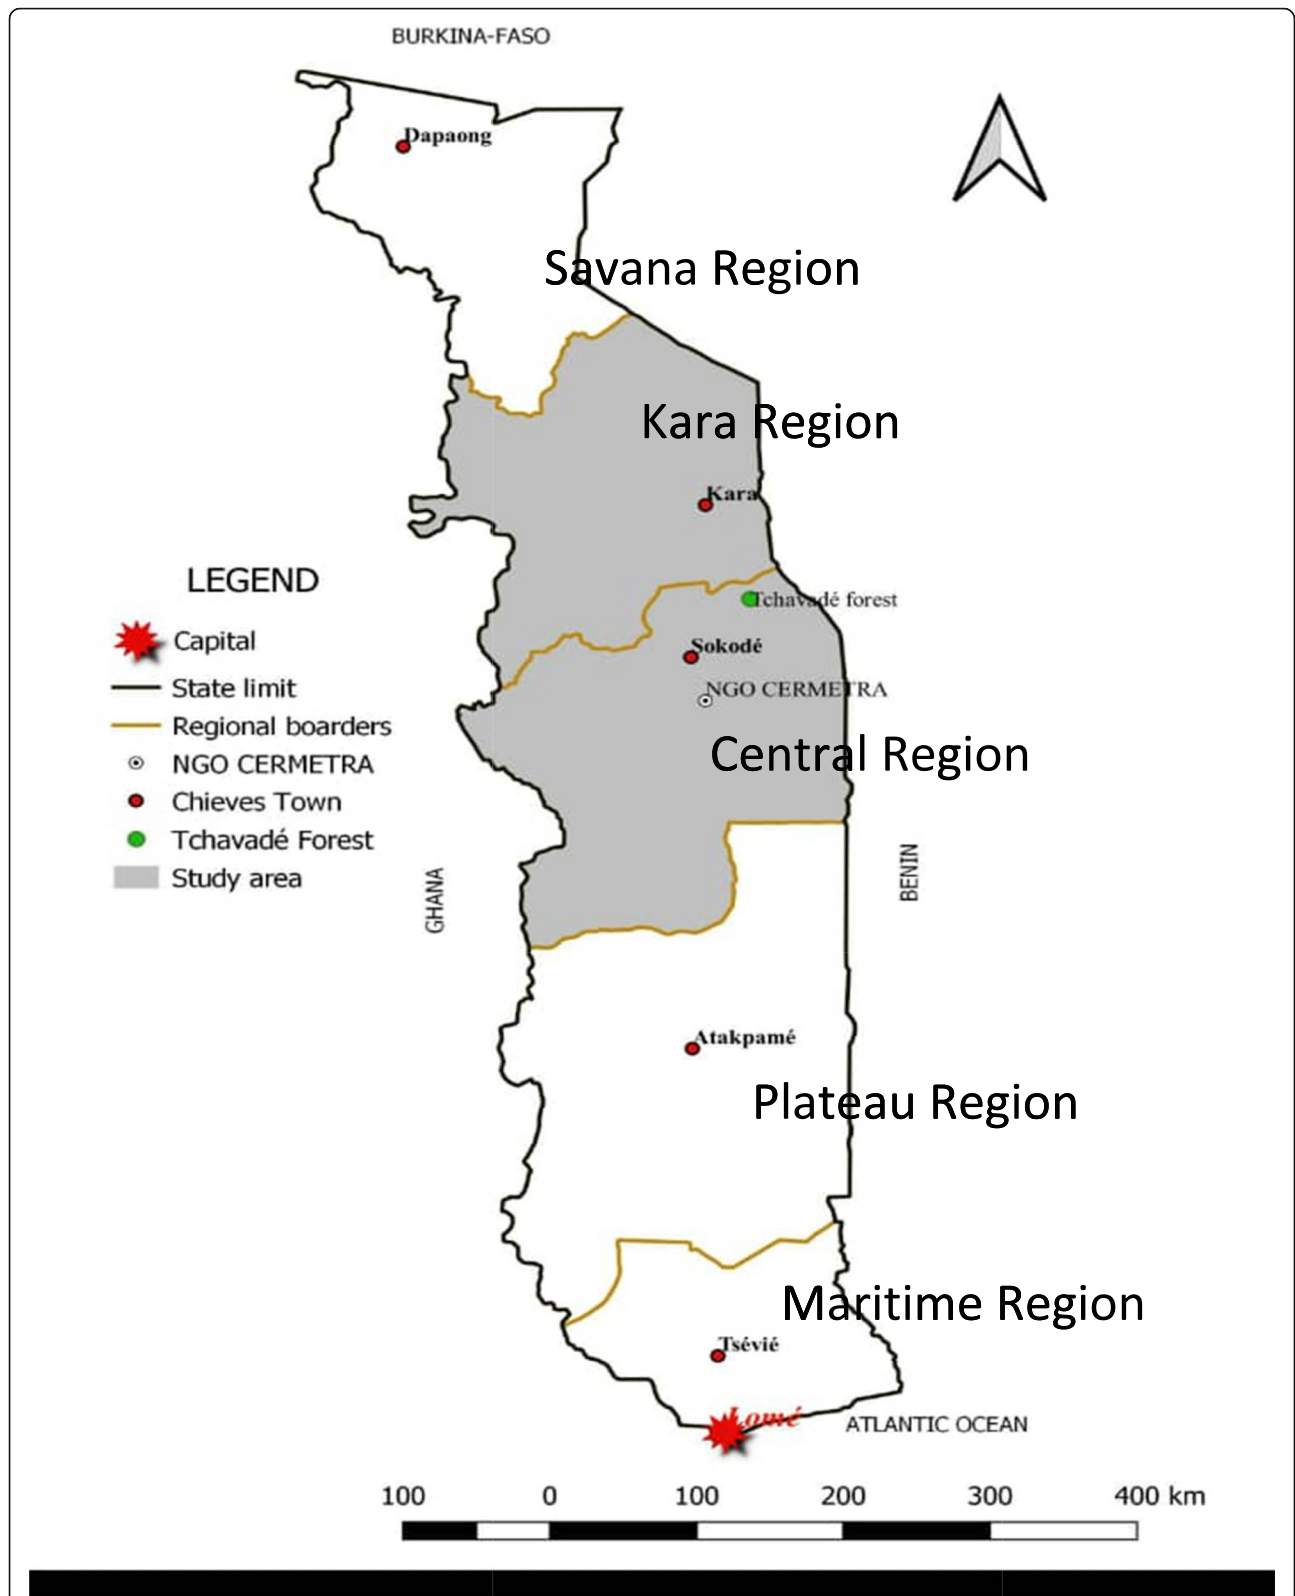 BURKINA-FASO
Dapaong
Savana Region
Kara Region
Kara
Tchavadé forest
Sokodé
NGO CERMETRA
Central Region
LEGEND
Capital
State limit
Regional boarders
NGO CERMETRA
Chieves Town
Tchavadé Forest
Study area
GHANA
BENIN
Atakpamé
Plateau Region
Maritime Region
Tsévié
Lomé
ATLANTIC OCEAN
100 0 100 200 300 400 km